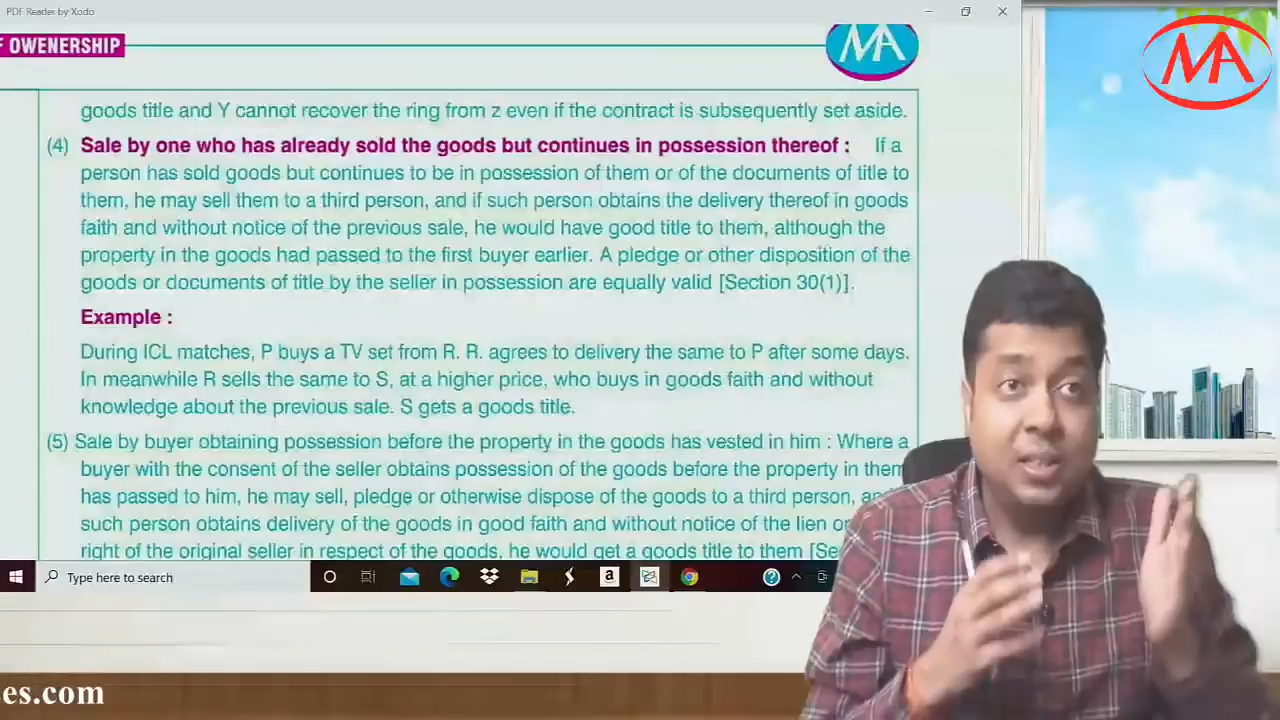 PDF Reader by Xodo
F OWENERSHIP
MA
MA
goods title and Y cannot recover the ring from z even if the contract is subsequently set aside.
(4) Sale by one who has already sold the goods but continues in possession thereof : If a
person has sold goods but continues to be in possession of them or of the documents of title to
them, he may sell them to a third person, and if such person obtains the delivery thereof in goods
faith and without notice of the previous sale, he would have good title to them, although the
property in the goods had passed to the first buyer earlier. A pledge or other disposition of the
goods or documents of title by the seller in possession are equally valid [Section 30(1)].
Example :
During ICL matches, P buys a TV set from R. R. agrees to delivery the same to P after some days.
In meanwhile R sells the same to S, at a higher price, who buys in goods faith and without
knowledge about the previous sale. S gets a goods title.
(5) Sale by buyer obtaining possession before the property in the goods has vested in him : Where a
buyer with the consent of the seller obtains possession of the goods before the property in them
has passed to him, he may sell, pledge or otherwise dispose of the goods to a third person, an
such person obtains delivery of the goods in good faith and without notice of the lien or
right of the original seller in respect of the goods, he would get a goods title to them [Se
Type here to search
es.com